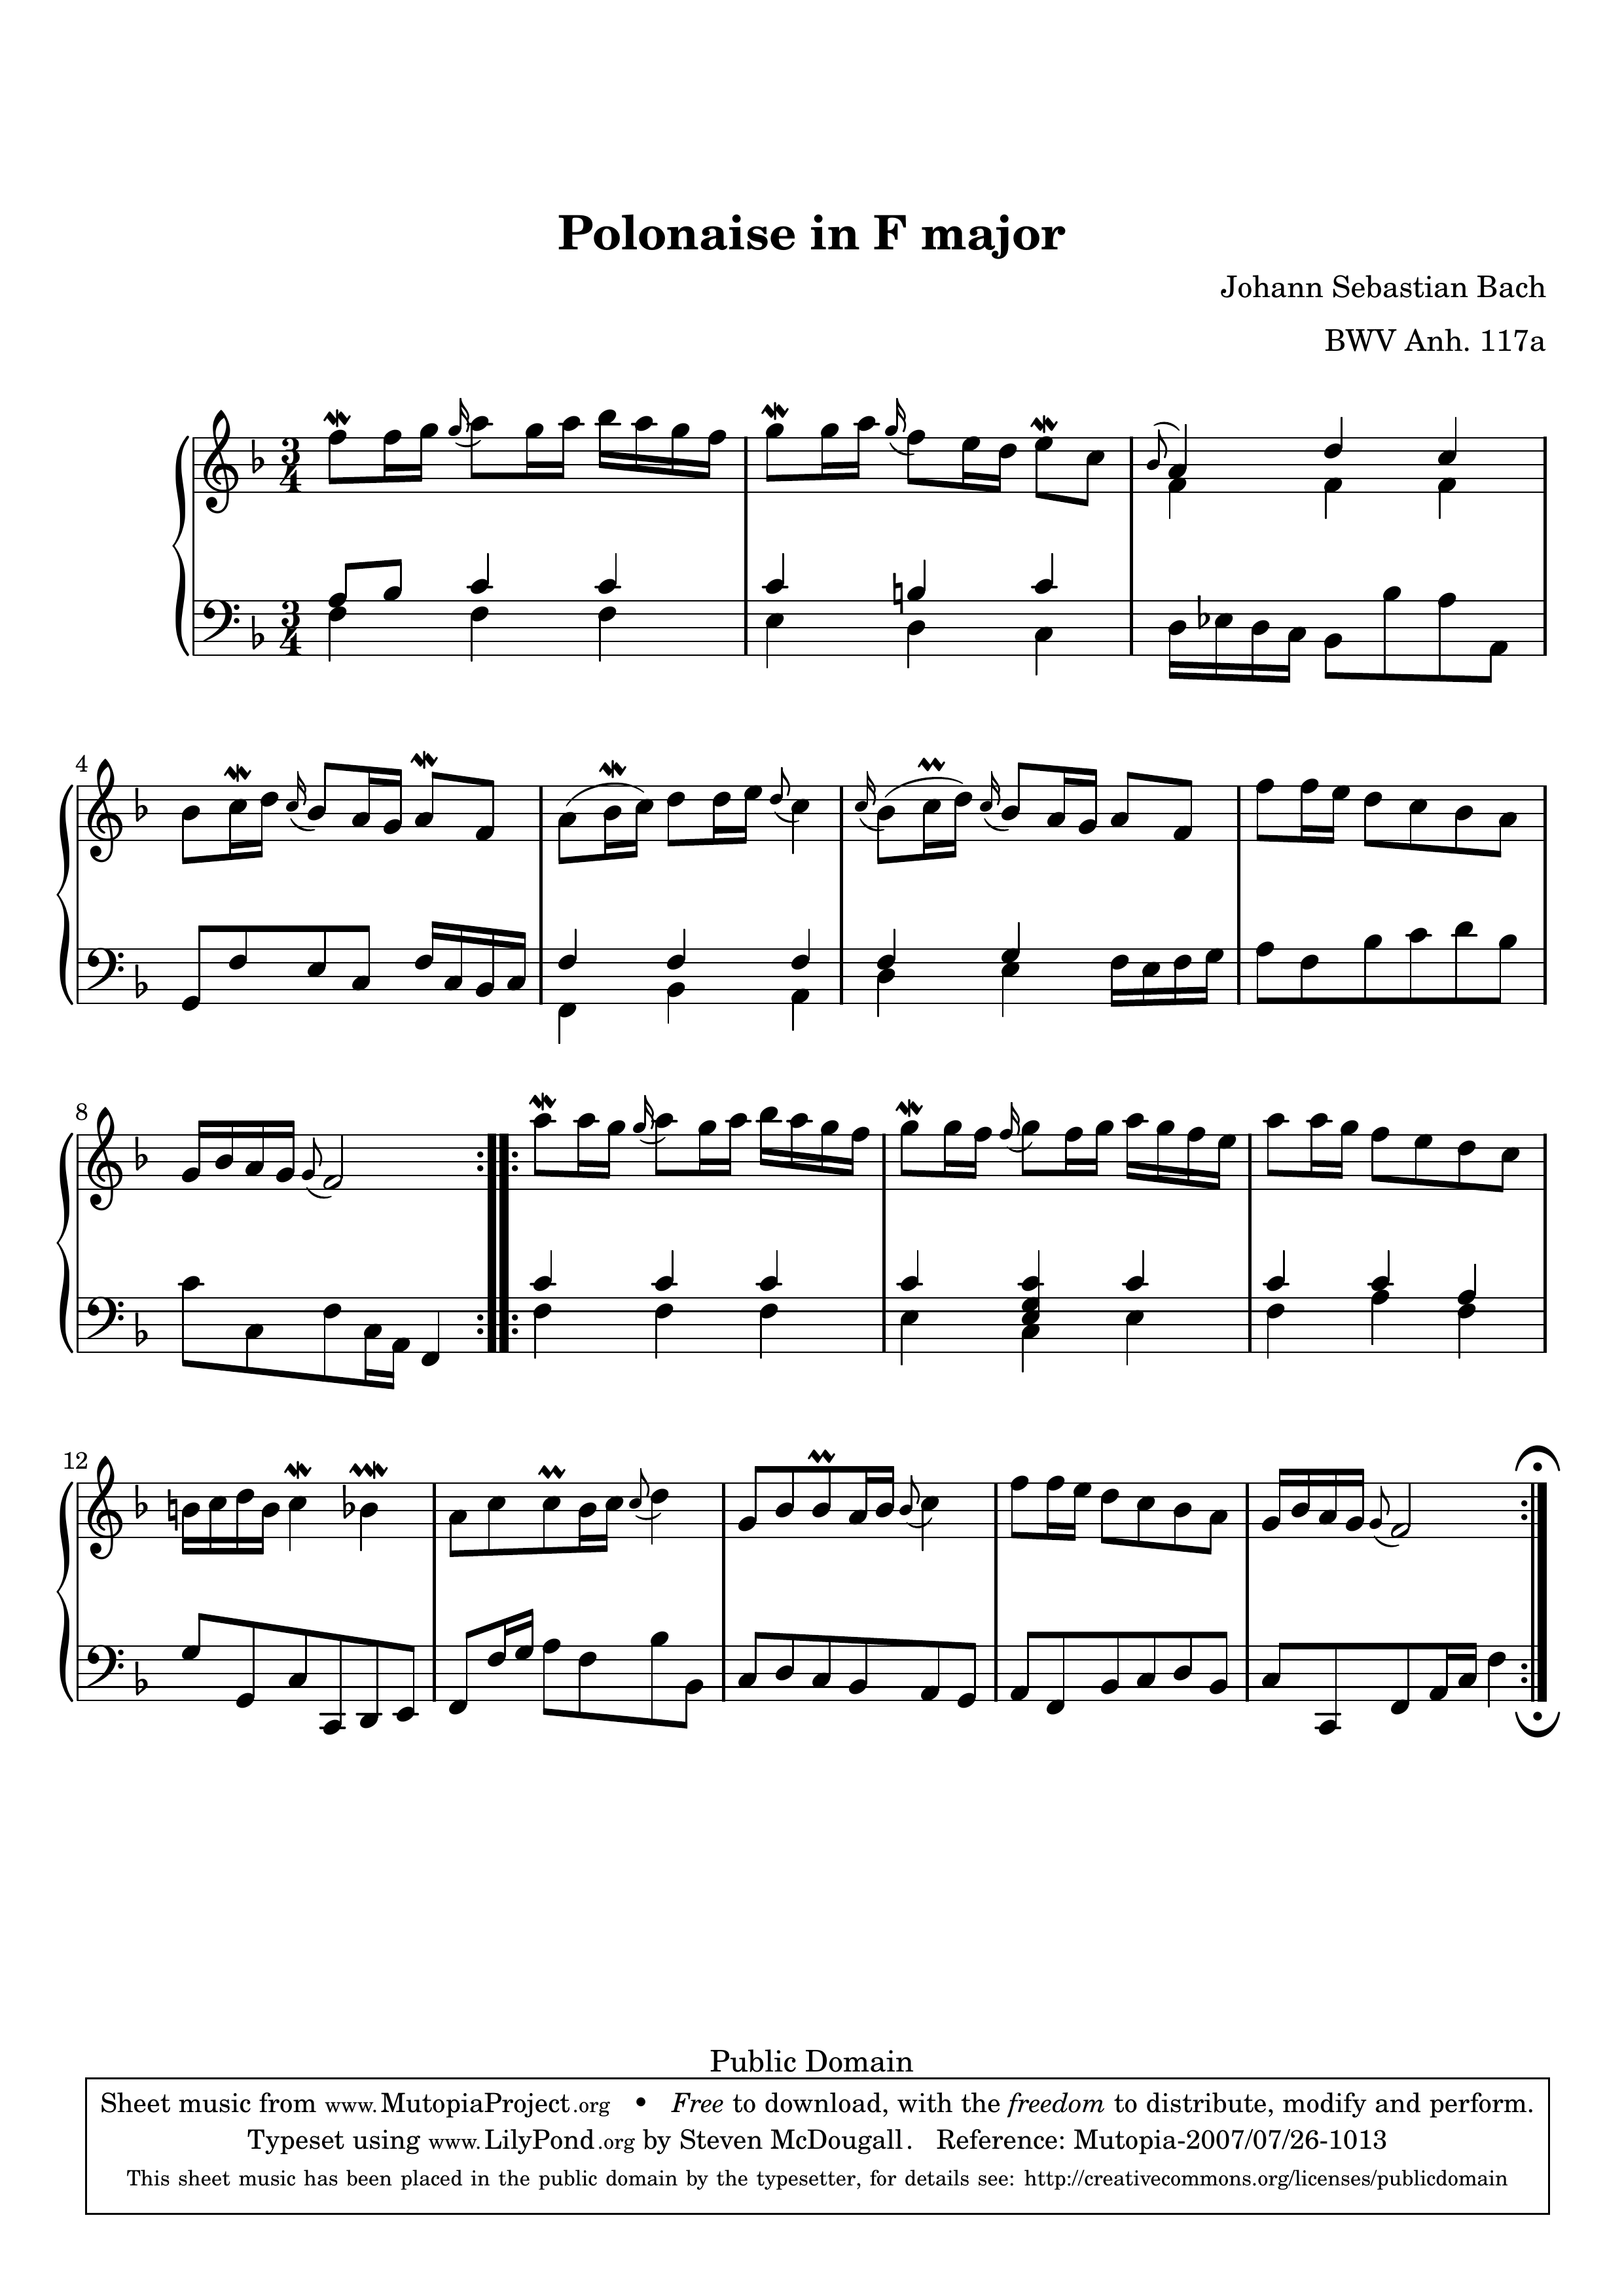 Polonaise in F major
Johann Sebastian Bach
BWV Anh. 117a
3
4
3
4
4
8
12
Public Domain
Sheet music from www.MutopiaProject.org • Free to download, with the freedom to distribute, modify and perform.
Typeset using www.LilyPond.org by Steven McDougall. Reference: Mutopia-2007/07/26-1013
This sheet music has been placed in the public domain by the typesetter, for details see: http://creativecommons.org/licenses/publicdomain